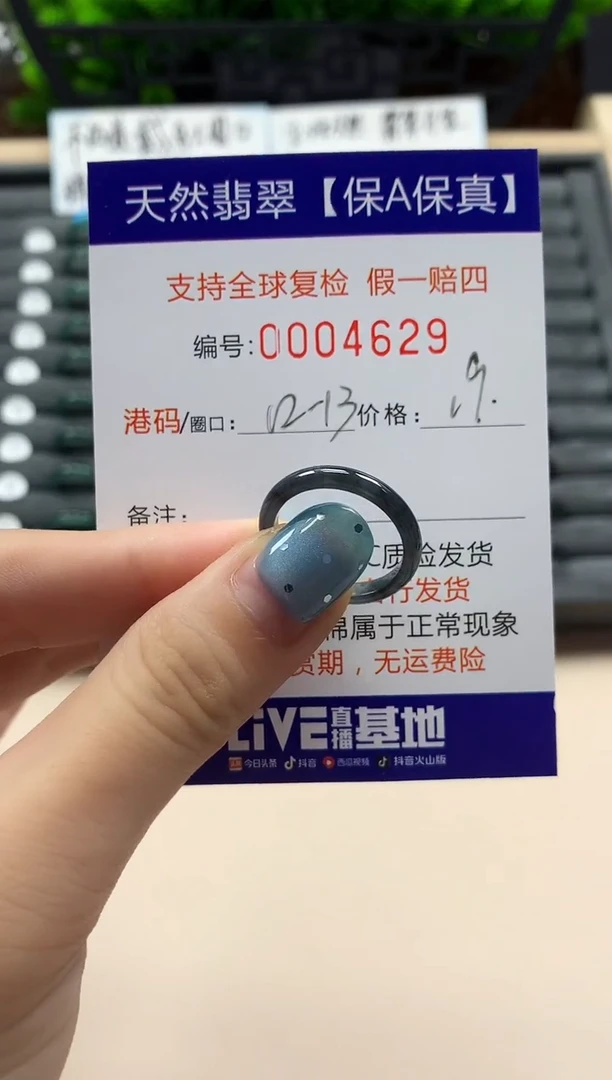 天然翡翠【保A保真】
支持全球复检 假一赔四
编号:00004629
港码/圈口: 12-13 价格: 19.
备注:
质检发货
发货
棉属于正常现象
赏期，无运费险
LiVE直播基地
今日头条 抖音 西瓜视频 抖音火山版